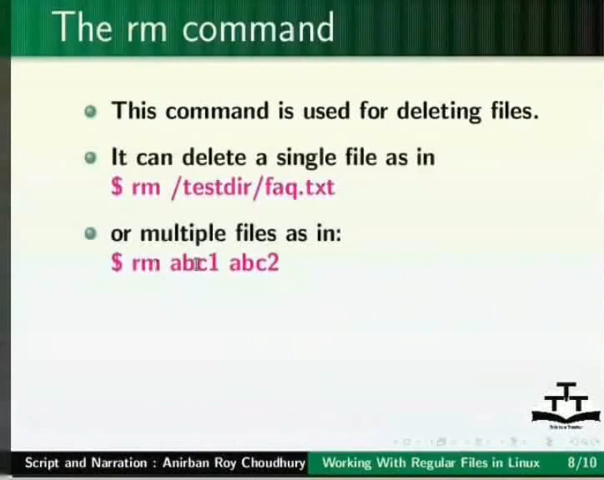 The rm command
This command is used for deleting files.
It can delete a single file as in
$ rm /testdir/faq.txt
or multiple files as in:
$ rm abc1 abc2
TTT
Script and Narration : Anirban Roy Choudhury
Working With Regular Files in Linux
8/10